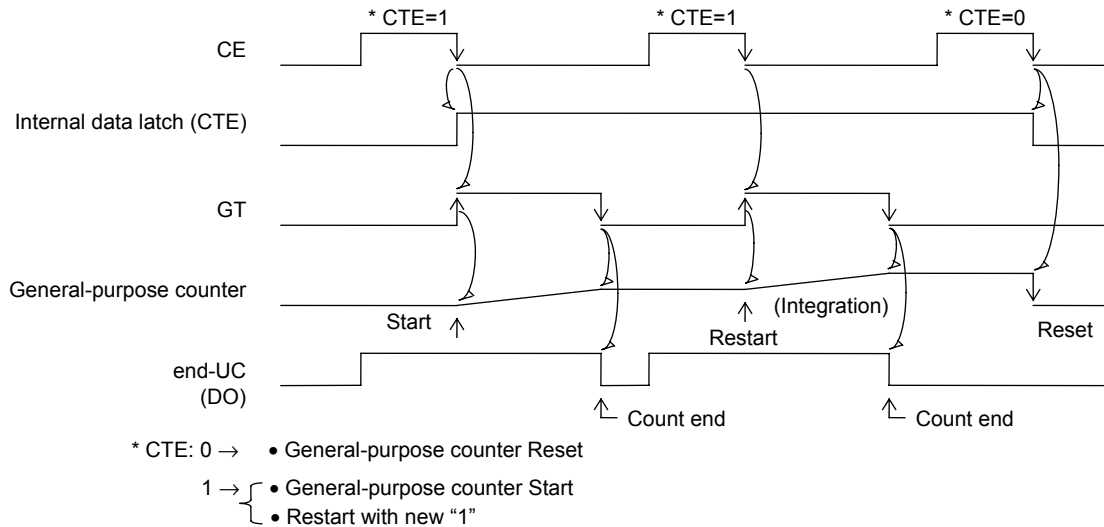 * CTE=1 * CTE=1 * CTE=0
CE
Internal data latch (CTE)
GT
General-purpose counter
Start
(Integration)
Restart
Reset
end-UC
(DO)
Count end Count end
* CTE: 0 → • General-purpose counter Reset
1 → • General-purpose counter Start
• Restart with new “1”